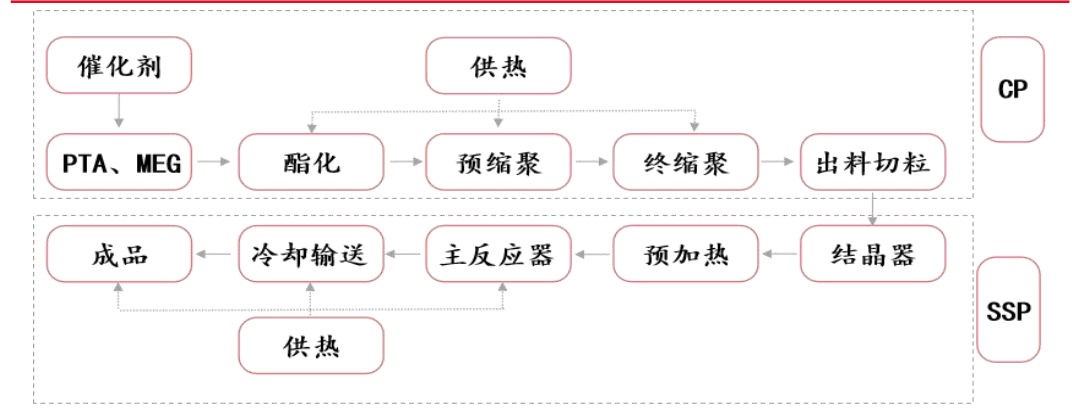 催化剂
供热
CP
PTA、MEG
酯化
预缩聚
终缩聚
出料切粒
成品
冷却输送
主反应器
预加热
结晶器
SSP
供热